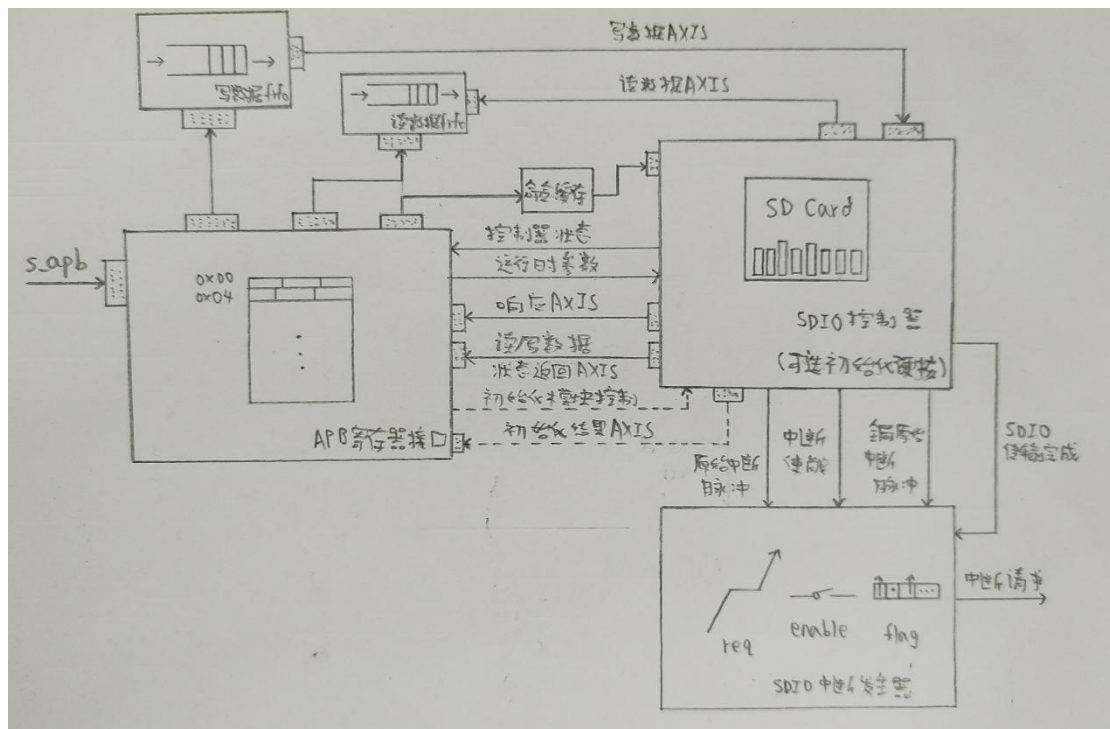 写数据AXIS
写数据fifo
读数据AXIS
读数据fifo
命令缓存
SD Card
控制器状态
s_apb
运行时参数
0x00
0x04
响应AXIS
SDIO控制器
读写数据
(可选初始化硬核)
状态返回AXIS
初始化模块控制
初始化结果AXIS
APB寄存器接口
SDIO
传输完成
中断
使能
原始中断
脉冲
中断
脉冲
中断请求
req
enable
flag
SDIO中断发生器